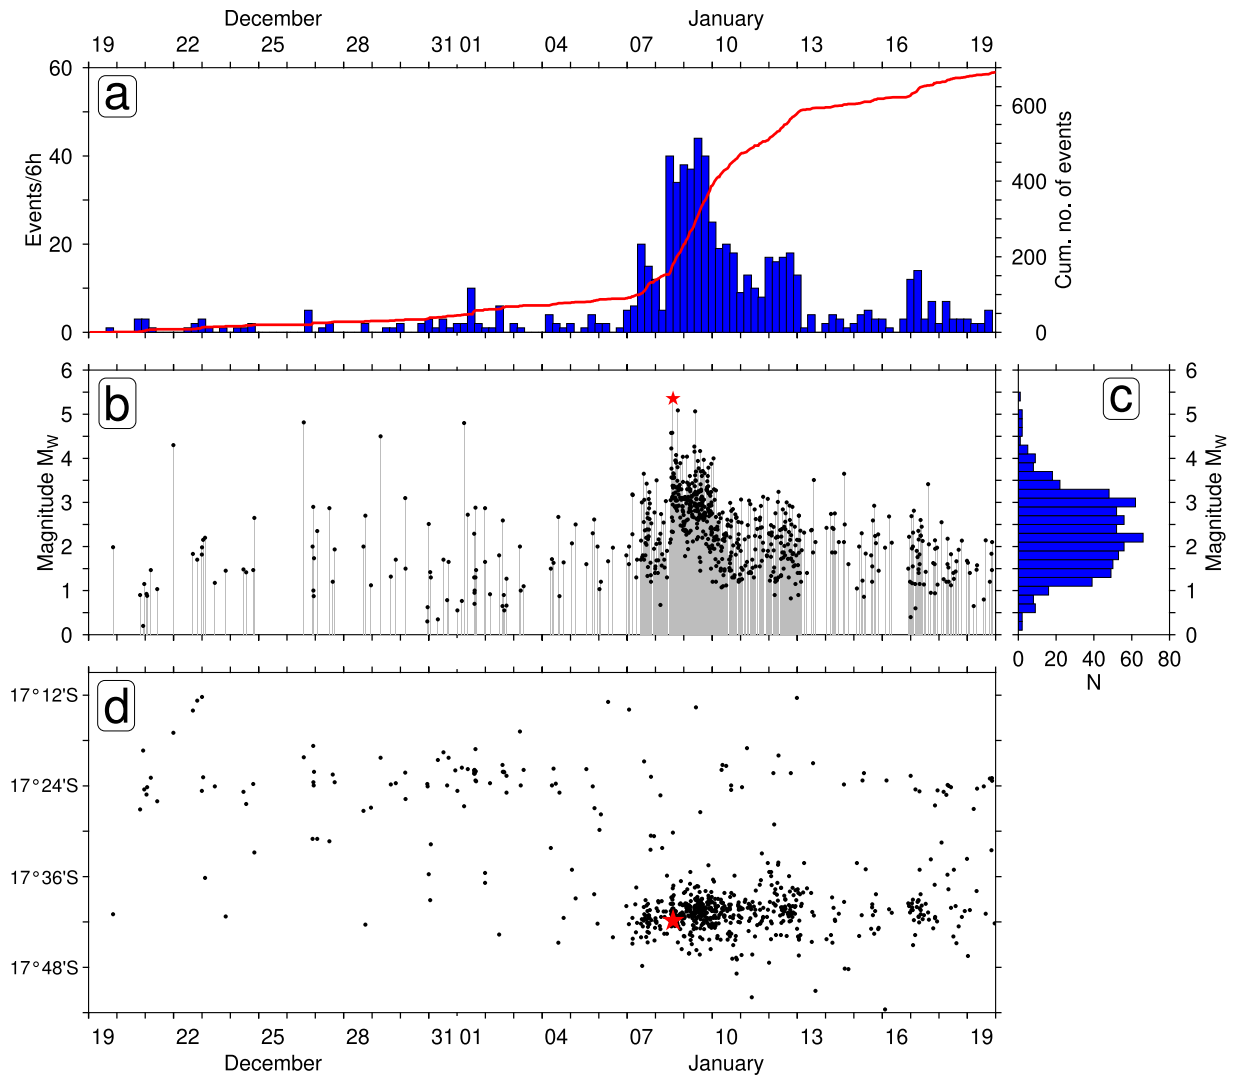 December January
19 22 25 28 31 01 04 07 10 13 16 19
a
60
40
20
0
Events/6h
600
400
200
0
Cum. no. of events
b
6
5
4
3
2
1
0
Magnitude MW
c
6
5
4
3
2
1
0
Magnitude MW
0 20 40 60 80
N
d
17°12'S
17°24'S
17°36'S
17°48'S
19 22 25 28 31 01 04 07 10 13 16 19
December January